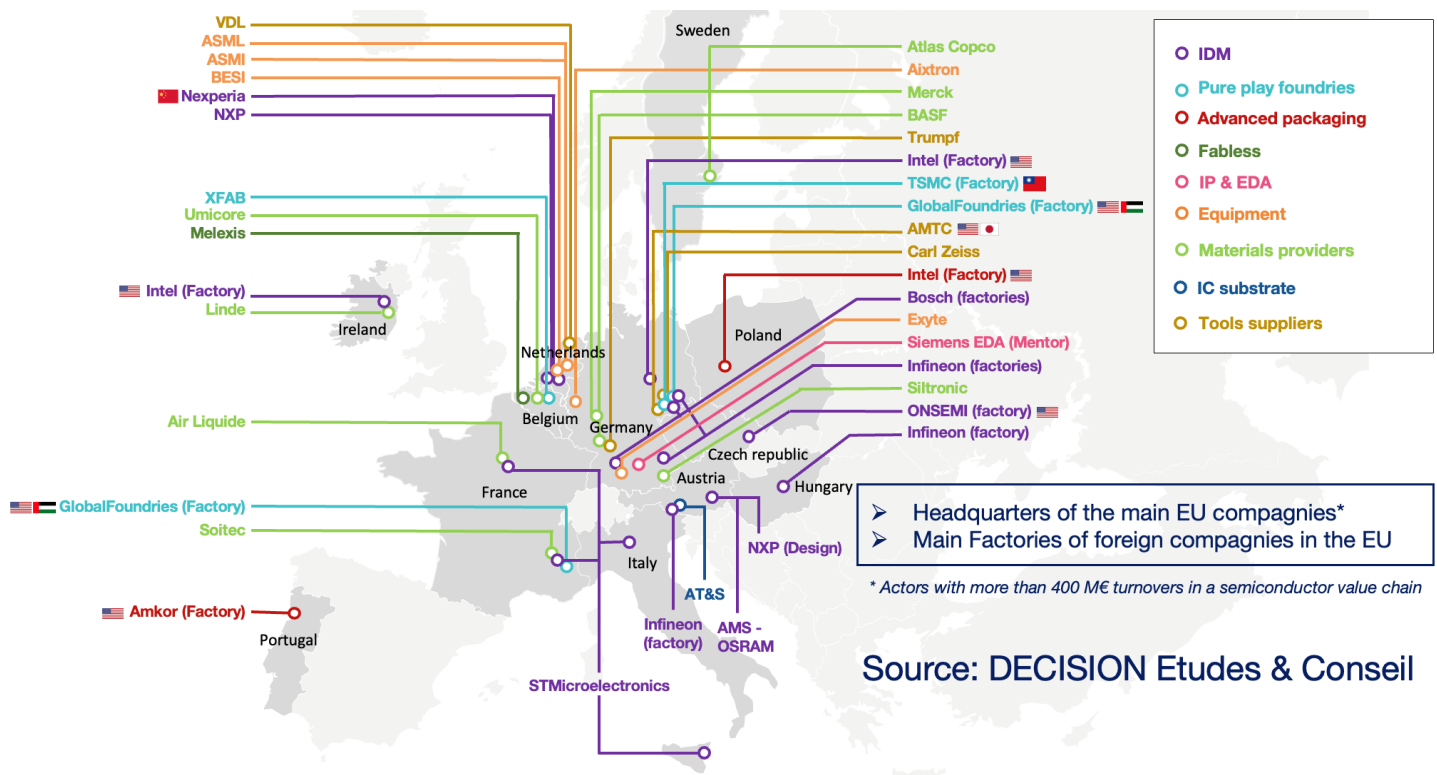 VDL
ASML
ASMI
BESI
Nexperia
NXP
XFAB
Umicore
Melexis
Intel (Factory)
Linde
Air Liquide
GlobalFoundries (Factory)
Soitec
Amkor (Factory)
Sweden
Ireland
Netherlands
Belgium
Germany
Poland
Czech republic
Austria
Hungary
France
Italy
Portugal
NXP (Design)
AT&S
Infineon
(factory)
AMS -
OSRAM
STMicroelectronics
Atlas Copco
Aixtron
Merck
BASF
Trumpf
Intel (Factory)
TSMC (Factory)
GlobalFoundries (Factory)
AMTC
Carl Zeiss
Intel (Factory)
Bosch (factories)
Exyte
Siemens EDA (Mentor)
Infineon (factories)
Siltronic
ONSEMI (factory)
Infineon (factory)
IDM
Pure play foundries
Advanced packaging
Fabless
IP & EDA
Equipment
Materials providers
IC substrate
Tools suppliers
➢ Headquarters of the main EU compagnies*
➢ Main Factories of foreign compagnies in the EU
* Actors with more than 400 M€ turnovers in a semiconductor value chain
Source: DECISION Etudes & Conseil